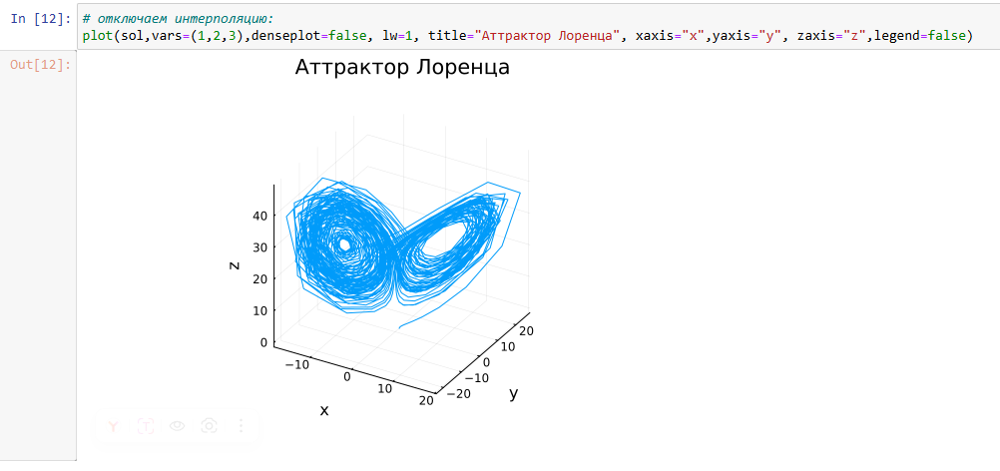 In [12]:
# отключаем интерполяцию:
plot(sol,vars=(1,2,3),denseplot=false, lw=1, title="Аттрактор Лоренца", xaxis="x",yaxis="y", zaxis="z",legend=false)
Out[12]:
Аттрактор Лоренца
40
30
20
10
0
z
−10
0
10
20
x
−20
−10
0
10
20
y